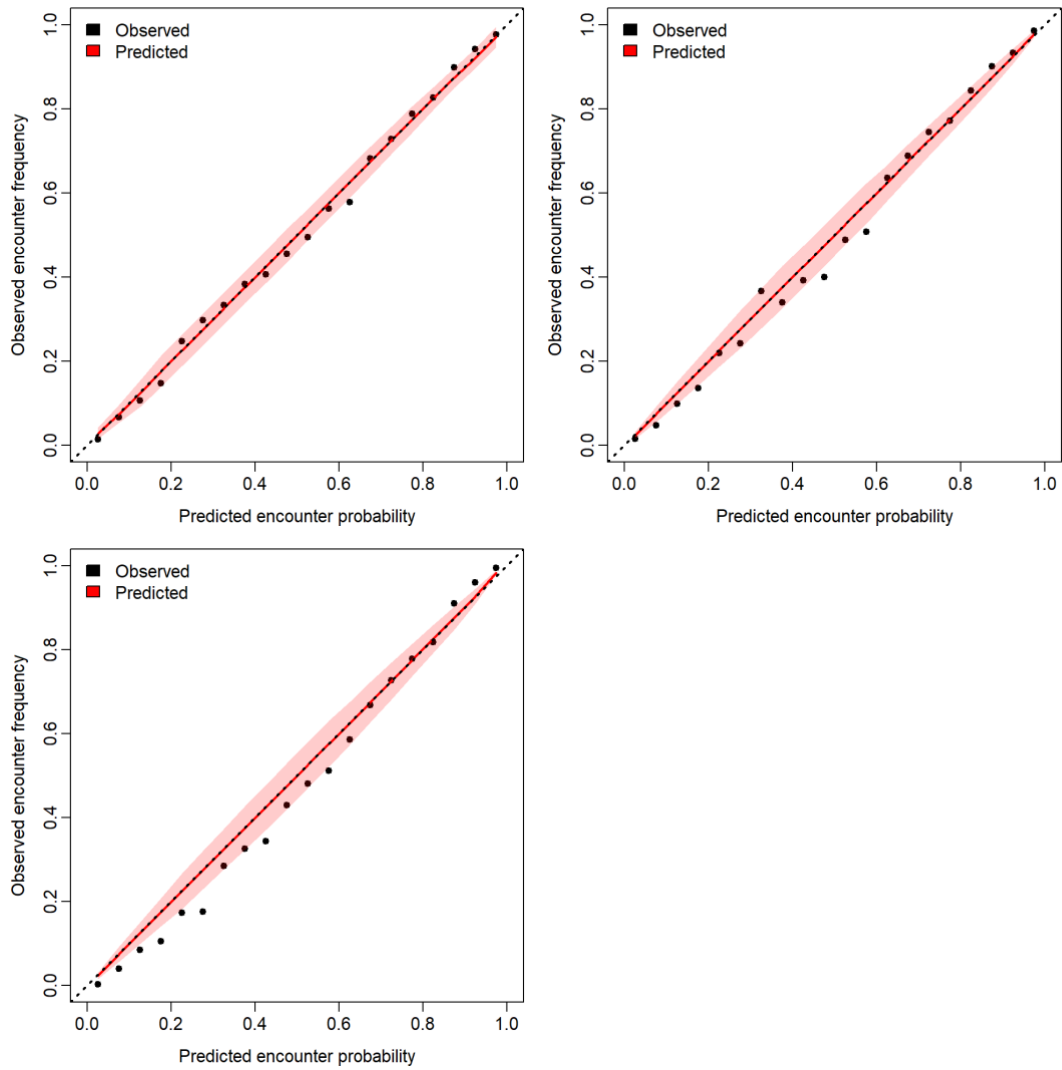 Observed
Predicted
Observed encounter frequency
1.0
0.8
0.6
0.4
0.2
0.0
0.0 0.2 0.4 0.6 0.8 1.0
Predicted encounter probability
Observed
Predicted
Observed encounter frequency
1.0
0.8
0.6
0.4
0.2
0.0
0.0 0.2 0.4 0.6 0.8 1.0
Predicted encounter probability
Observed
Predicted
Observed encounter frequency
1.0
0.8
0.6
0.4
0.2
0.0
0.0 0.2 0.4 0.6 0.8 1.0
Predicted encounter probability